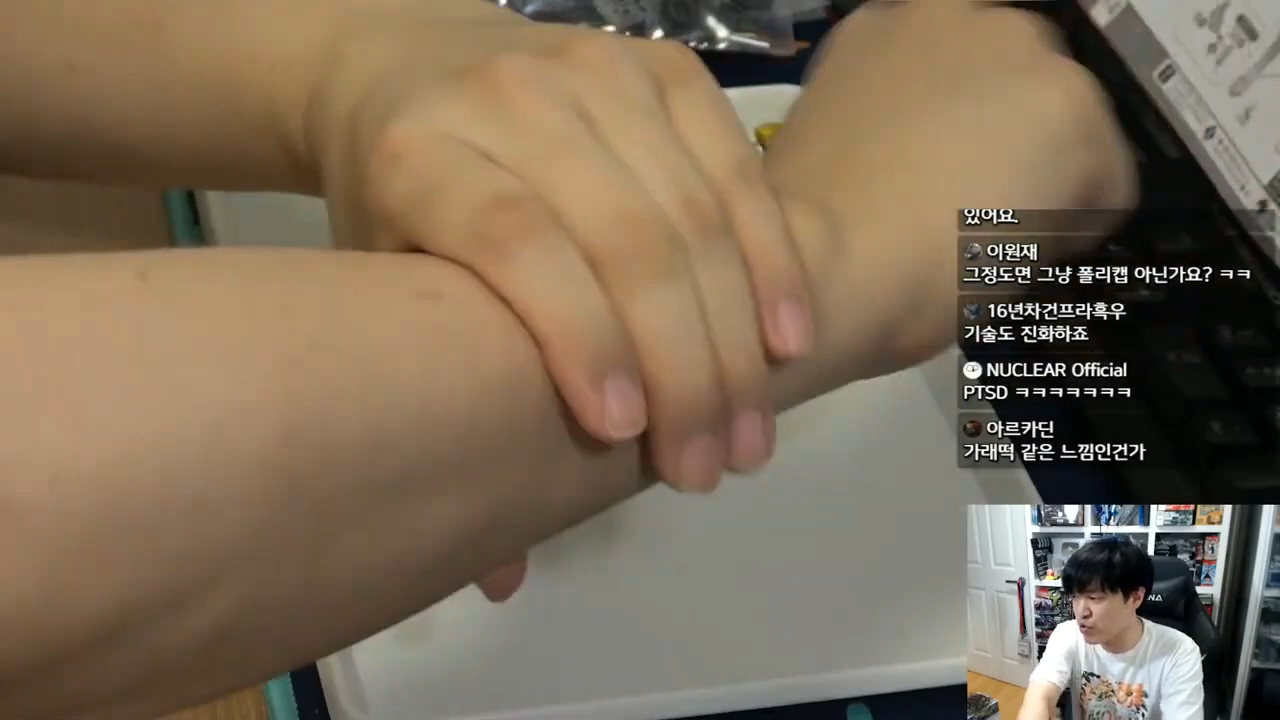 있어요.
이원재
그정도면 그냥 폴리캡 아닌가요? ㅋㅋ
16년차건프라흑우
기술도 진화하죠
NUCLEAR Official
PTSD ㅋㅋㅋㅋㅋㅋㅋ
아르카딘
가래떡 같은 느낌인건가